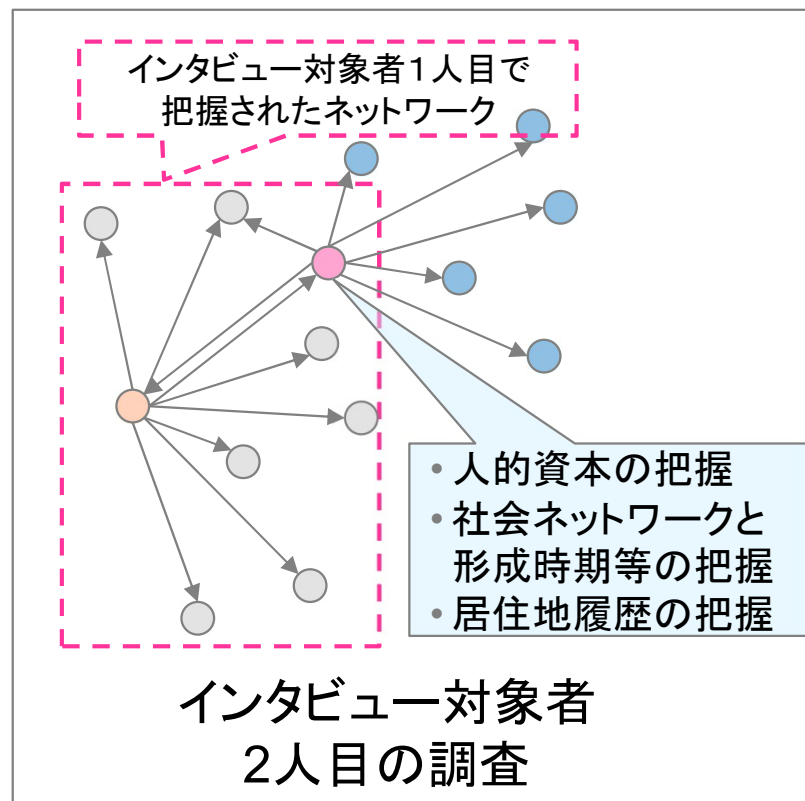 インタビュー対象者１人目で
把握されたネットワーク
• 人的資本の把握
• 社会ネットワークと
形成時期等の把握
• 居住地履歴の把握
インタビュー対象者
2人目の調査